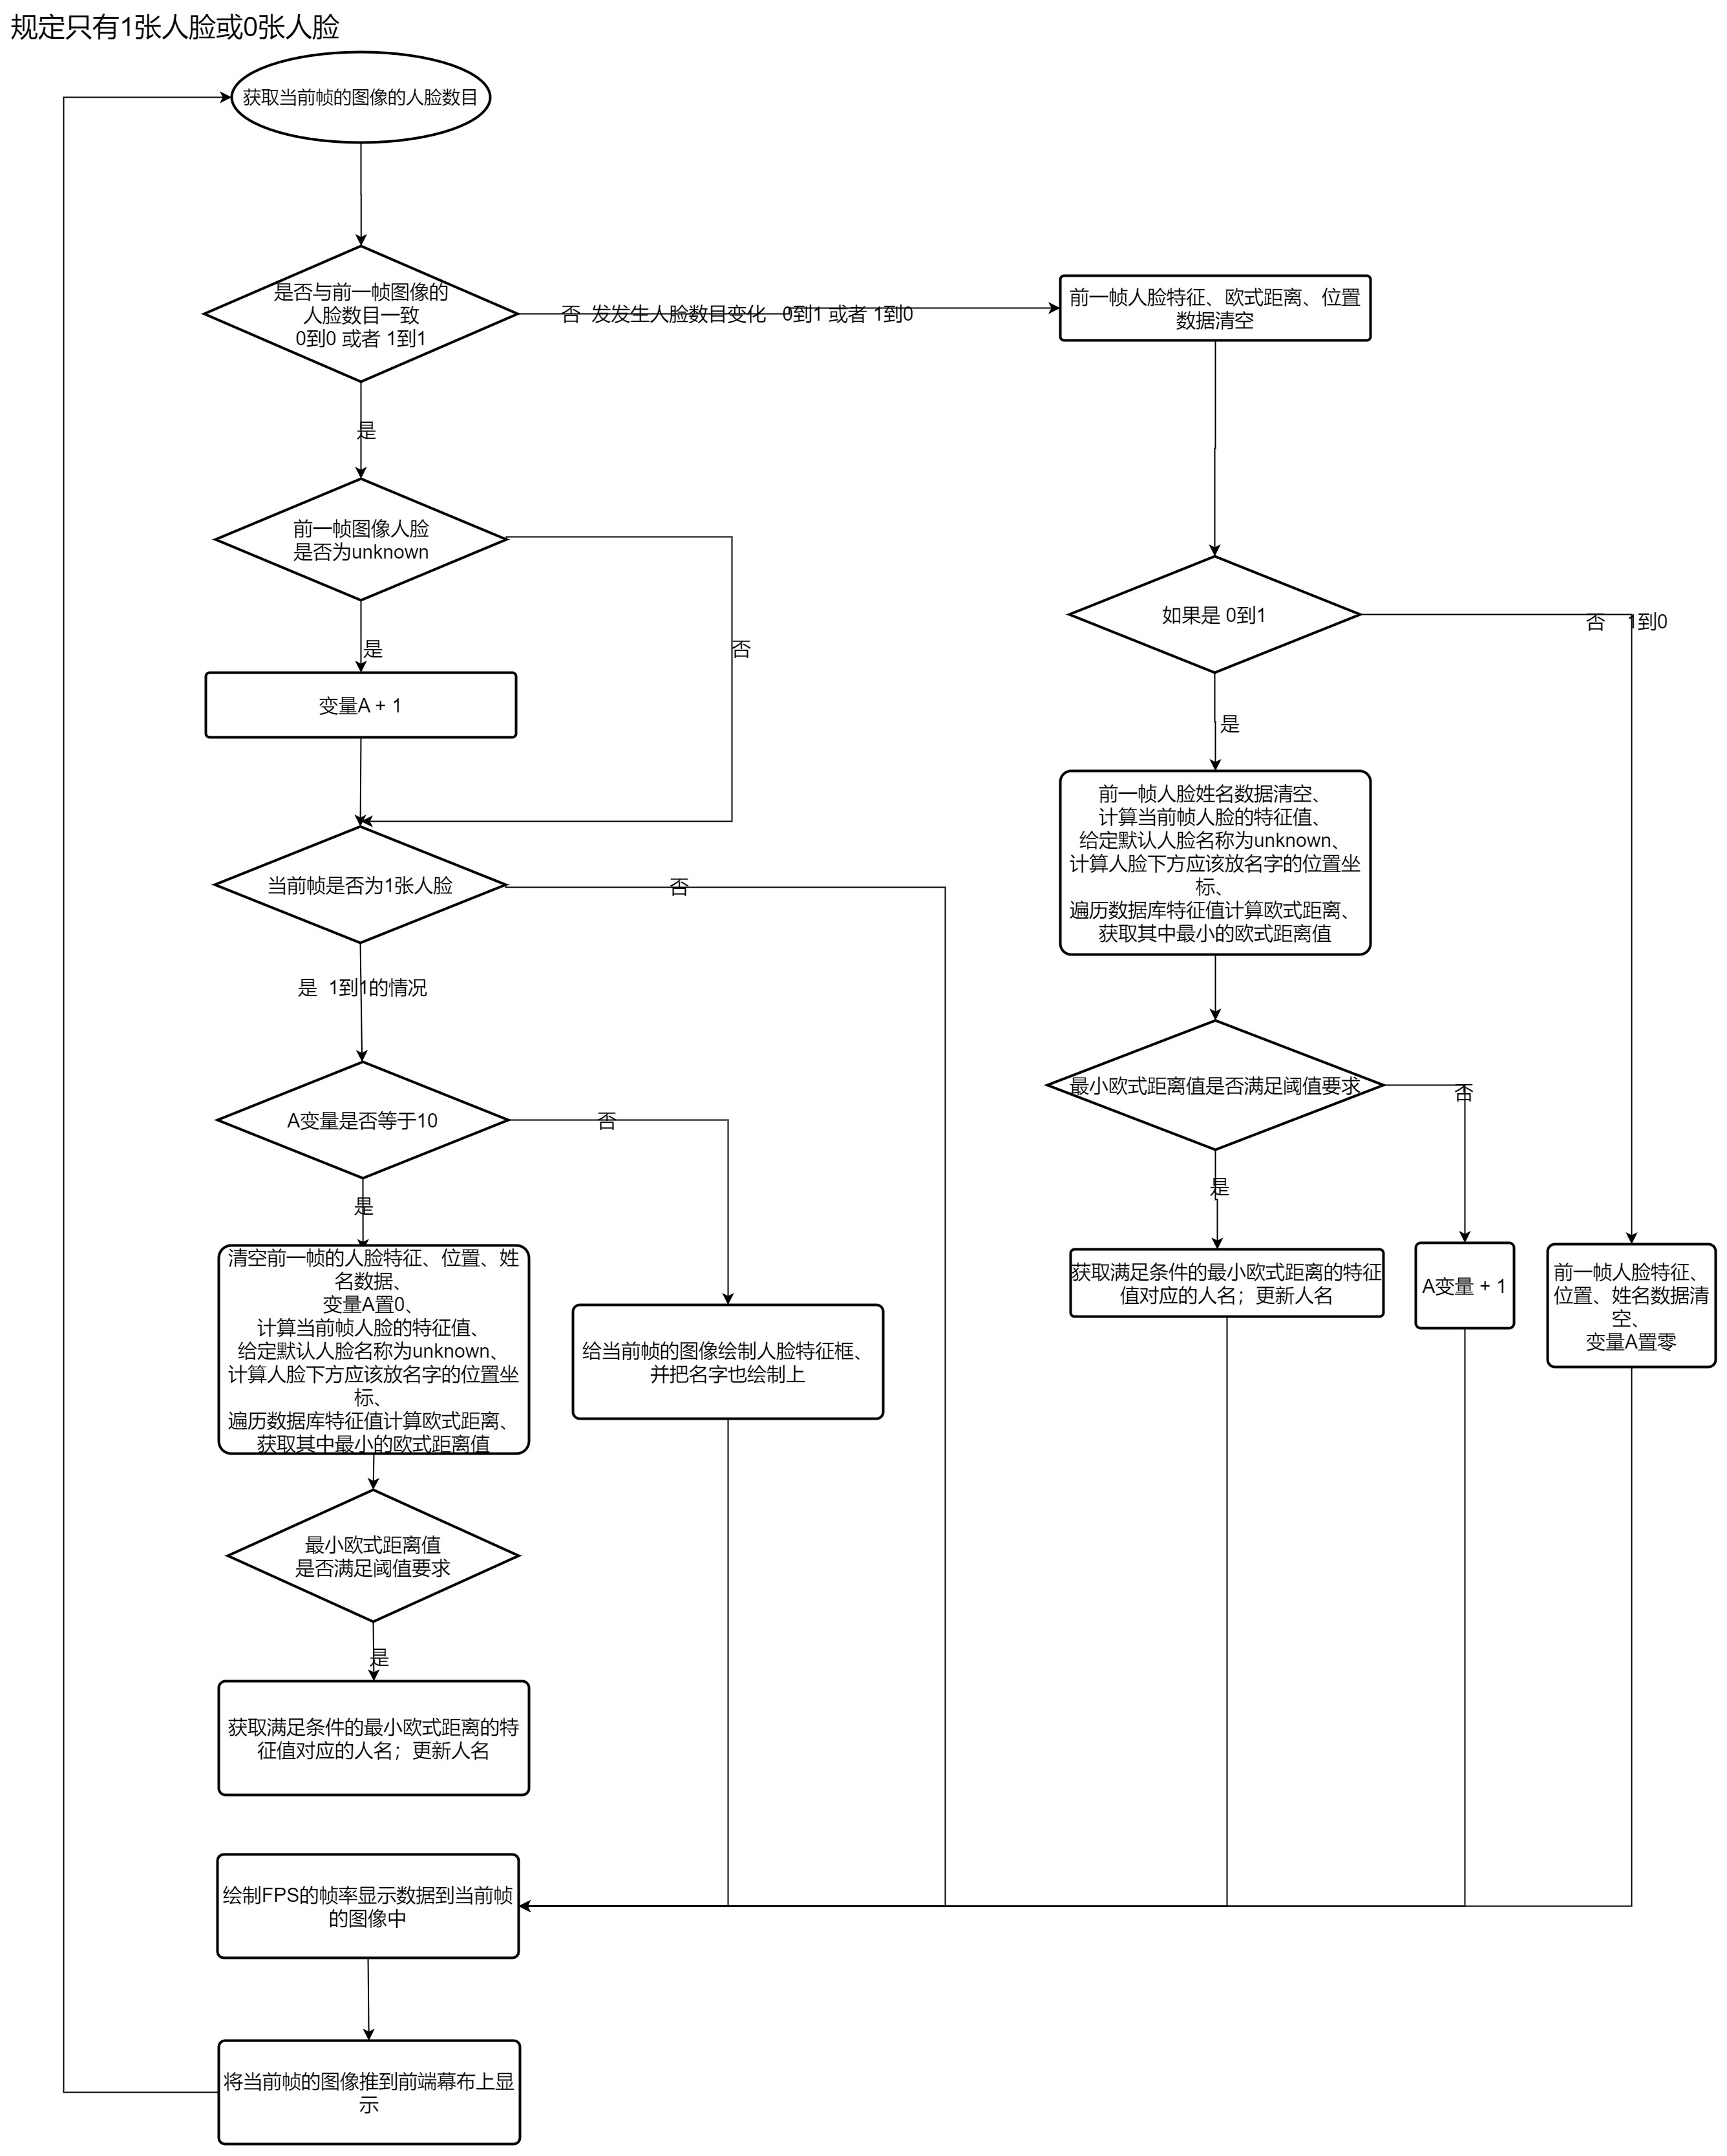 规定只有1张人脸或0张人脸
获取当前帧的图像的人脸数目
是否与前一帧图像的
人脸数目一致
0到0 或者 1到1
否 发发生人脸数目变化 0到1 或者 1到0
前一帧人脸特征、欧式距离、位置
数据清空
是
前一帧图像人脸
是否为unknown
否
是
变量A + 1
如果是 0到1
否 1到0
是
前一帧人脸姓名数据清空、
计算当前帧人脸的特征值、
给定默认人脸名称为unknown、
计算人脸下方应该放名字的位置坐
标、
遍历数据库特征值计算欧式距离、
获取其中最小的欧式距离值
当前帧是否为1张人脸
否
是 1到1的情况
最小欧式距离值是否满足阈值要求
否
是
A变量是否等于10
否
是
获取满足条件的最小欧式距离的特征
值对应的人名；更新人名
A变量 + 1
前一帧人脸特征、
位置、姓名数据清
空、
变量A置零
清空前一帧的人脸特征、位置、姓
名数据、
变量A置0、
计算当前帧人脸的特征值、
给定默认人脸名称为unknown、
计算人脸下方应该放名字的位置坐
标、
遍历数据库特征值计算欧式距离、
获取其中最小的欧式距离值
给当前帧的图像绘制人脸特征框、
并把名字也绘制上
最小欧式距离值
是否满足阈值要求
是
获取满足条件的最小欧式距离的特
征值对应的人名；更新人名
绘制FPS的帧率显示数据到当前帧
的图像中
将当前帧的图像推到前端幕布上显
示